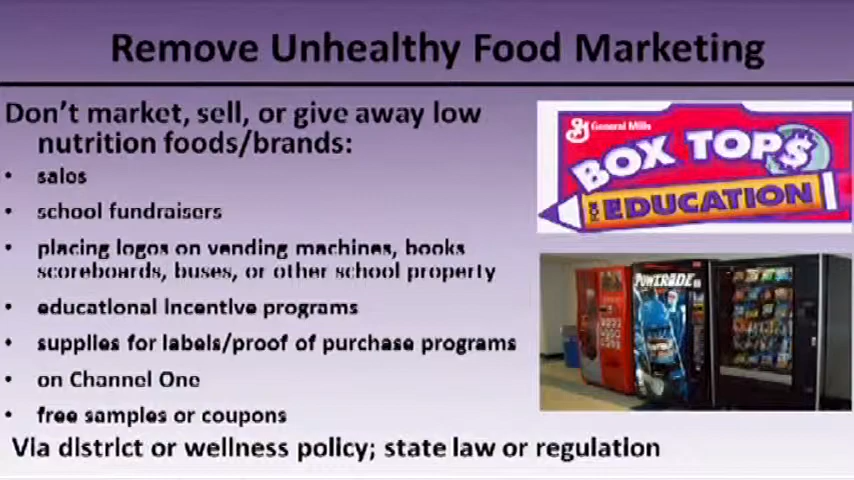 Remove Unhealthy Food Marketing
Don't market, sell, or give away low
nutrition foods/brands:
• sales
• school fundraisers
• placing logos on vending machines, books
scoreboards, buses, or other school property
• educational incentive programs
• supplies for labels/proof of purchase programs
• on Channel One
• free samples or coupons
Via district or wellness policy; state law or regulation
G General Mills
BOX TOP$
FOR EDUCATION
POWERADE